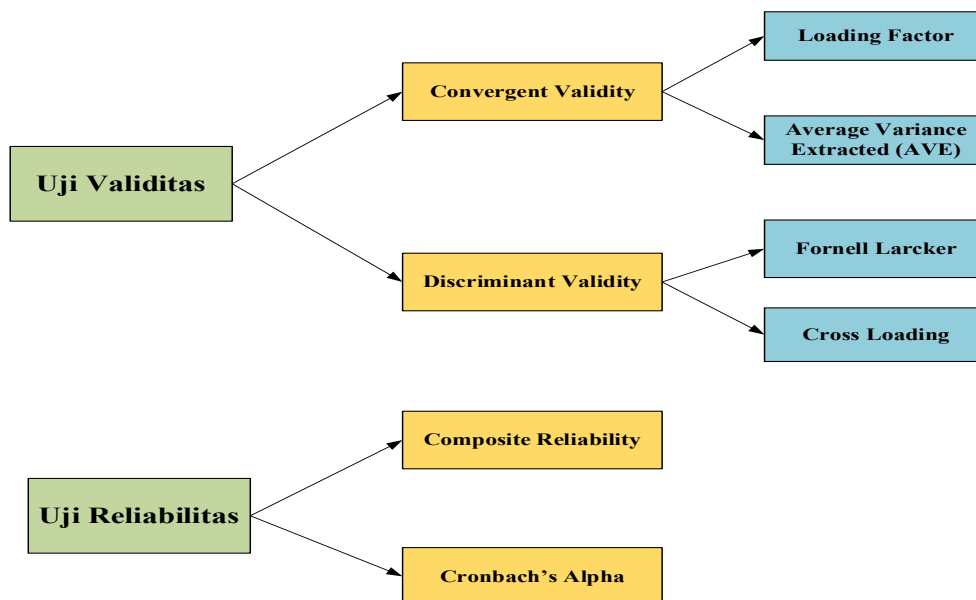 Uji Validitas
Convergent Validity
Loading Factor
Average Variance
Extracted (AVE)
Discriminant Validity
Fornell Larcker
Cross Loading
Uji Reliabilitas
Composite Reliability
Cronbach’s Alpha